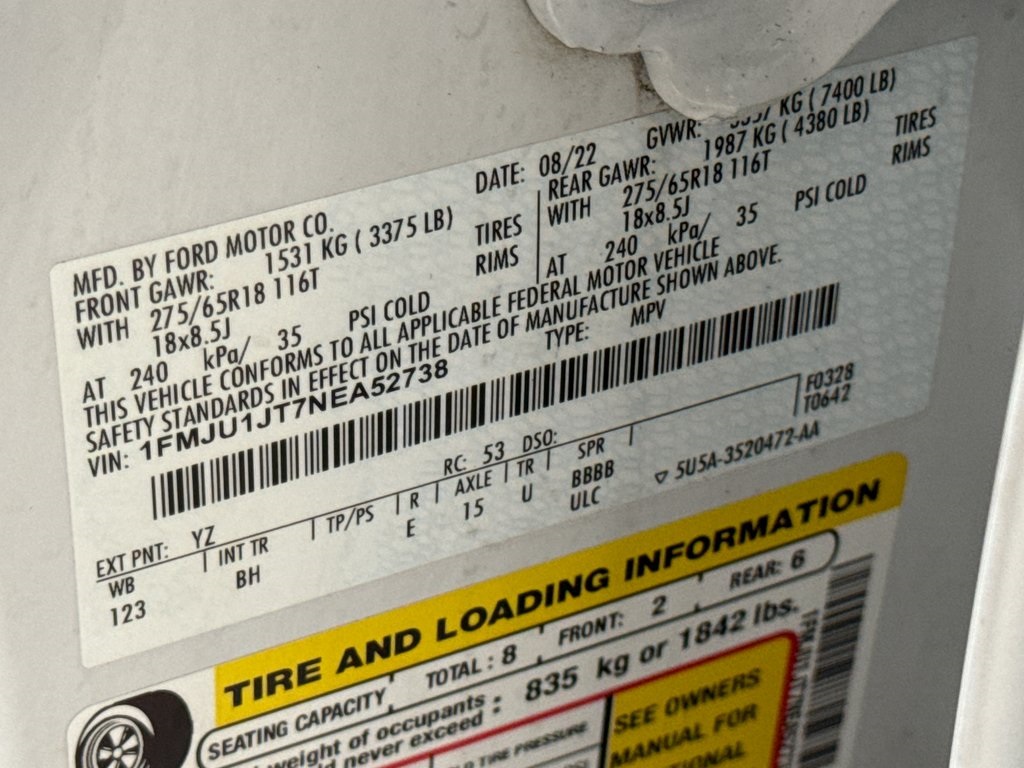 MFD. BY FORD MOTOR CO.
DATE: 08/22
GVWR: KG ( 7400 LB)
FRONT GAWR: 1531 KG ( 3375 LB)
WITH 275/65R18 116T TIRES
18x8.5J RIMS
AT 240 kPa/ 35 PSI COLD
REAR GAWR: 1987 KG ( 4380 LB)
WITH 275/65R18 116T TIRES
18x8.5J RIMS
AT 240 kPa/ 35 PSI COLD
THIS VEHICLE CONFORMS TO ALL APPLICABLE FEDERAL MOTOR VEHICLE
SAFETY STANDARDS IN EFFECT ON THE DATE OF MANUFACTURE SHOWN ABOVE.
VIN: 1FMJU1JT7NEA52738
TYPE: MPV
F0328
T0642
EXT PNT: YZ RC: 53 DSO:
WB INT TR TP/PS R AXLE TR SPR
123 BH E 15 U BBBB
ULC
▽ 5U5A-3520472-AA
TIRE AND LOADING INFORMATION
SEATING CAPACITY TOTAL : 8 FRONT: 2 REAR: 6
weight of occupants
never exceed : 835 kg or 1842 lbs.
TIRE PRESSURE
SEE OWNERS
MANUAL FOR